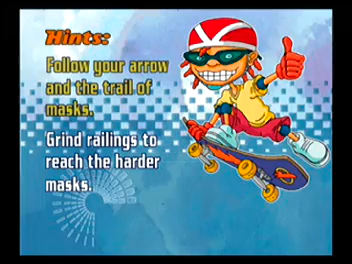 Hints:
Follow your arrow
and the trail of
masks.
Grind railings to
reach the harder
masks.